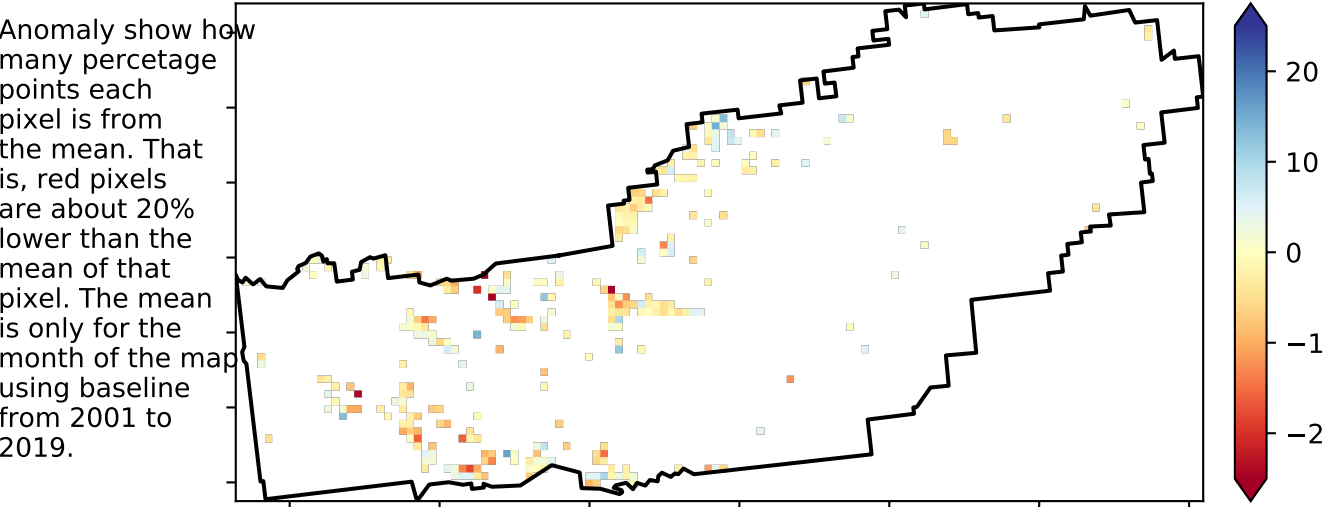 Anomaly show how
many percetage
points each
pixel is from
the mean. That
is, red pixels
are about 20%
lower than the
mean of that
pixel. The mean
is only for the
month of the map
using baseline
from 2001 to
2019.
20
10
0
−1
−2